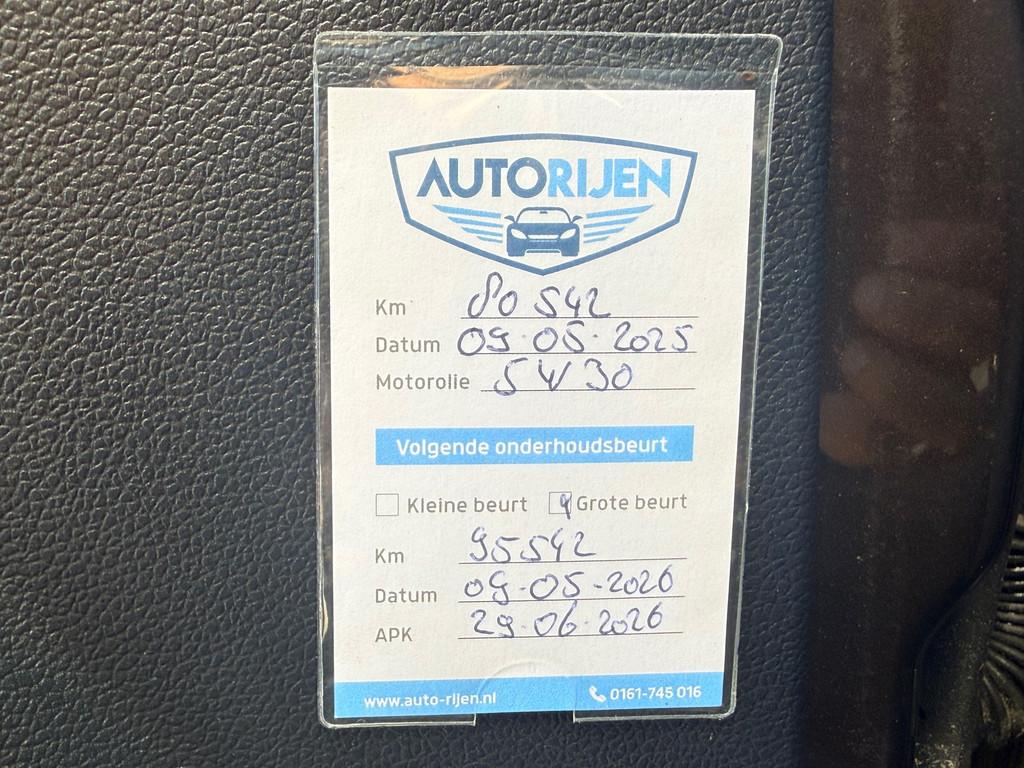 AUTORIJEN
Km 80 542
Datum 09-05-2025
Motorolie 5W30
Volgende onderhoudsbeurt
Kleine beurt Grote beurt
Km 95542
Datum 09-05-2026
APK 29-06-2026
www.auto-rijen.nl 0161-745 016